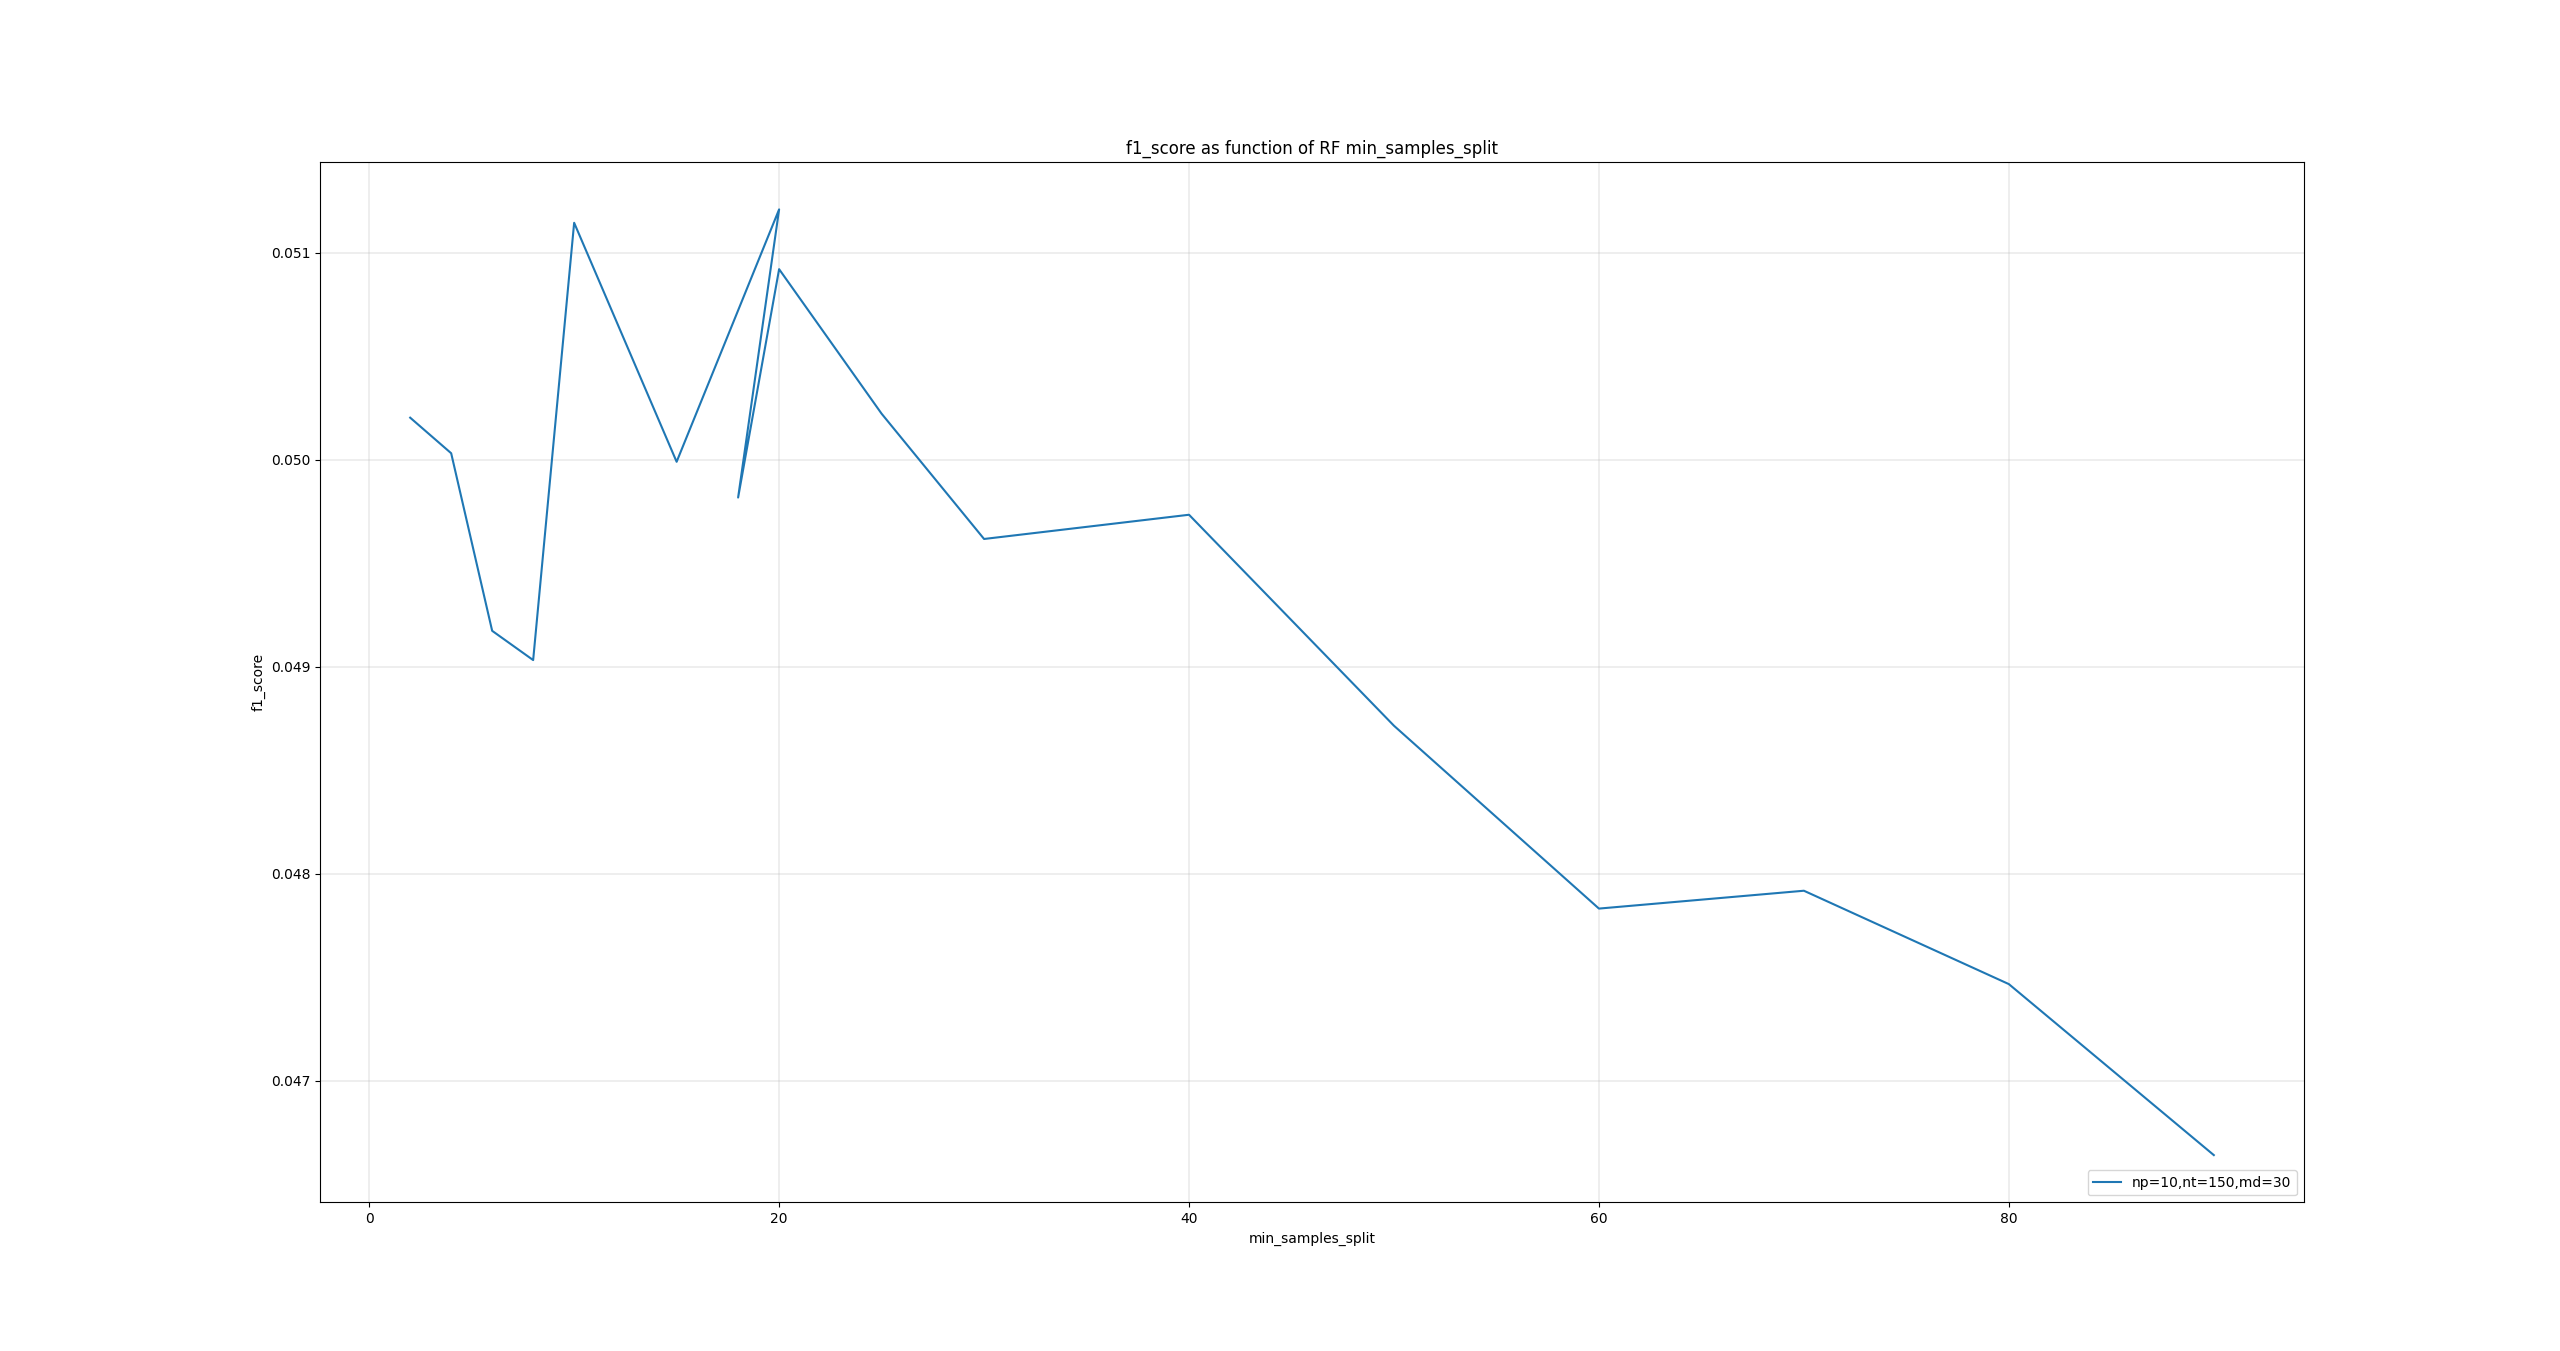 f1_score as function of RF min_samples_split
0.051
0.050
0.049
0.048
0.047
f1_score
0 20 40 60 80
min_samples_split
np=10,nt=150,md=30